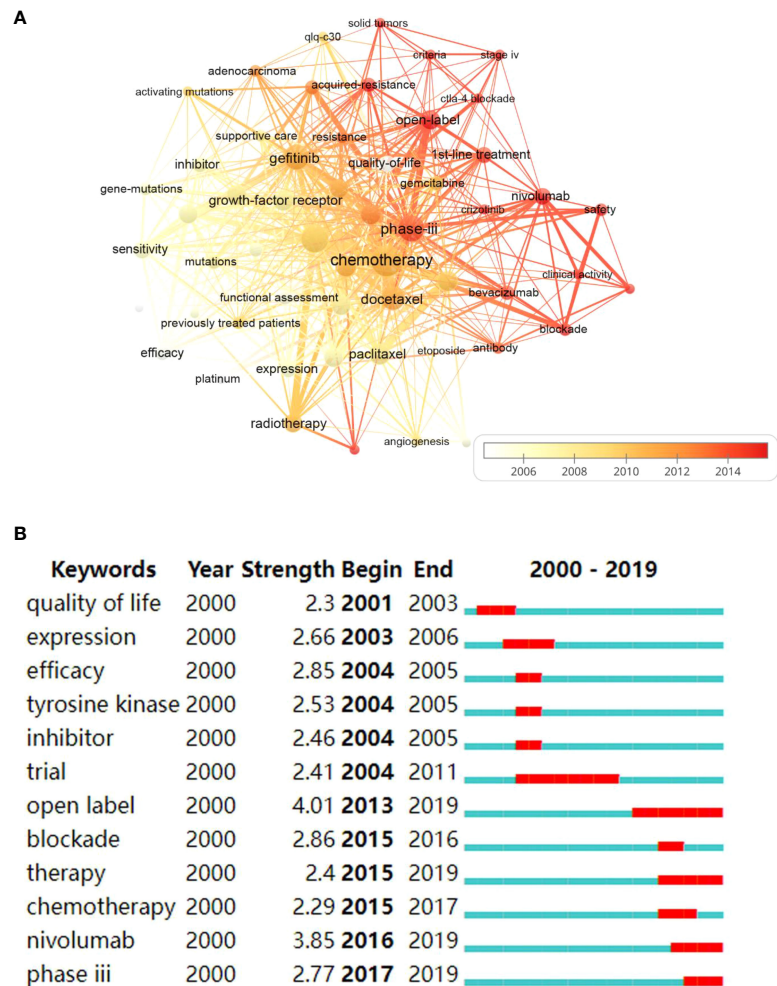 A
solid tumors
qlq-c30
criteria
stage iv
adenocarcinoma
acquired-resistance
activating mutations
ctla-4 blockade
open-label
supportive care
resistance
gefitinib
quality-of-life
1st-line treatment
inhibitor
gemcitabine
gene-mutations
growth-factor receptor
nivolumab
crizotinib
safety
phase-iii
sensitivity
mutations
chemotherapy
clinical activity
functional assessment
docetaxel
bevacizumab
previously treated patients
blockade
efficacy
paclitaxel
etoposide
antibody
expression
platinum
radiotherapy
angiogenesis
2006 2008 2010 2012 2014
B
Keywords Year Strength Begin End 2000 - 2019
quality of life 2000 2.3 2001 2003
expression 2000 2.66 2003 2006
efficacy 2000 2.85 2004 2005
tyrosine kinase 2000 2.53 2004 2005
inhibitor 2000 2.46 2004 2005
trial 2000 2.41 2004 2011
open label 2000 4.01 2013 2019
blockade 2000 2.86 2015 2016
therapy 2000 2.4 2015 2019
chemotherapy 2000 2.29 2015 2017
nivolumab 2000 3.85 2016 2019
phase iii 2000 2.77 2017 2019